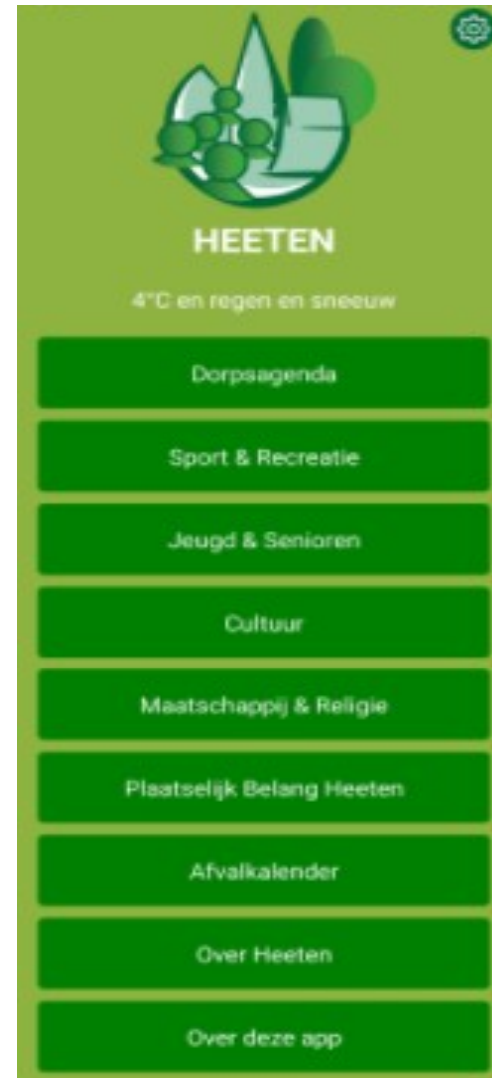 HEETEN
4°C en regen en sneeuw
Dorpsagenda
Sport & Recreatie
Jeugd & Senioren
Cultuur
Maatschappij & Religie
Plaatselijk Belang Heeten
Afvalkalender
Over Heeten
Over deze app